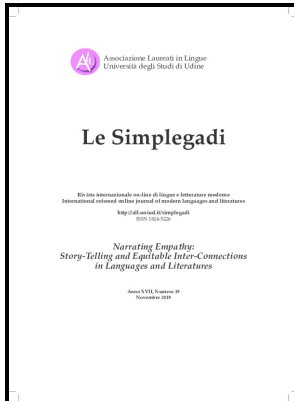 Associazione Laureati in Lingue
Università degli Studi di Udine
Le Simplegadi
Rivista internazionale on-line di lingue e letterature moderne
International refereed online journal of modern languages and literatures
http://all.uniud.it/simplegadi
ISSN 1824-5226
Narrating Empathy:
Story-Telling and Equitable Inter-Connections
in Languages and Literatures
Anno XVII, Numero 19
Novembre 2019